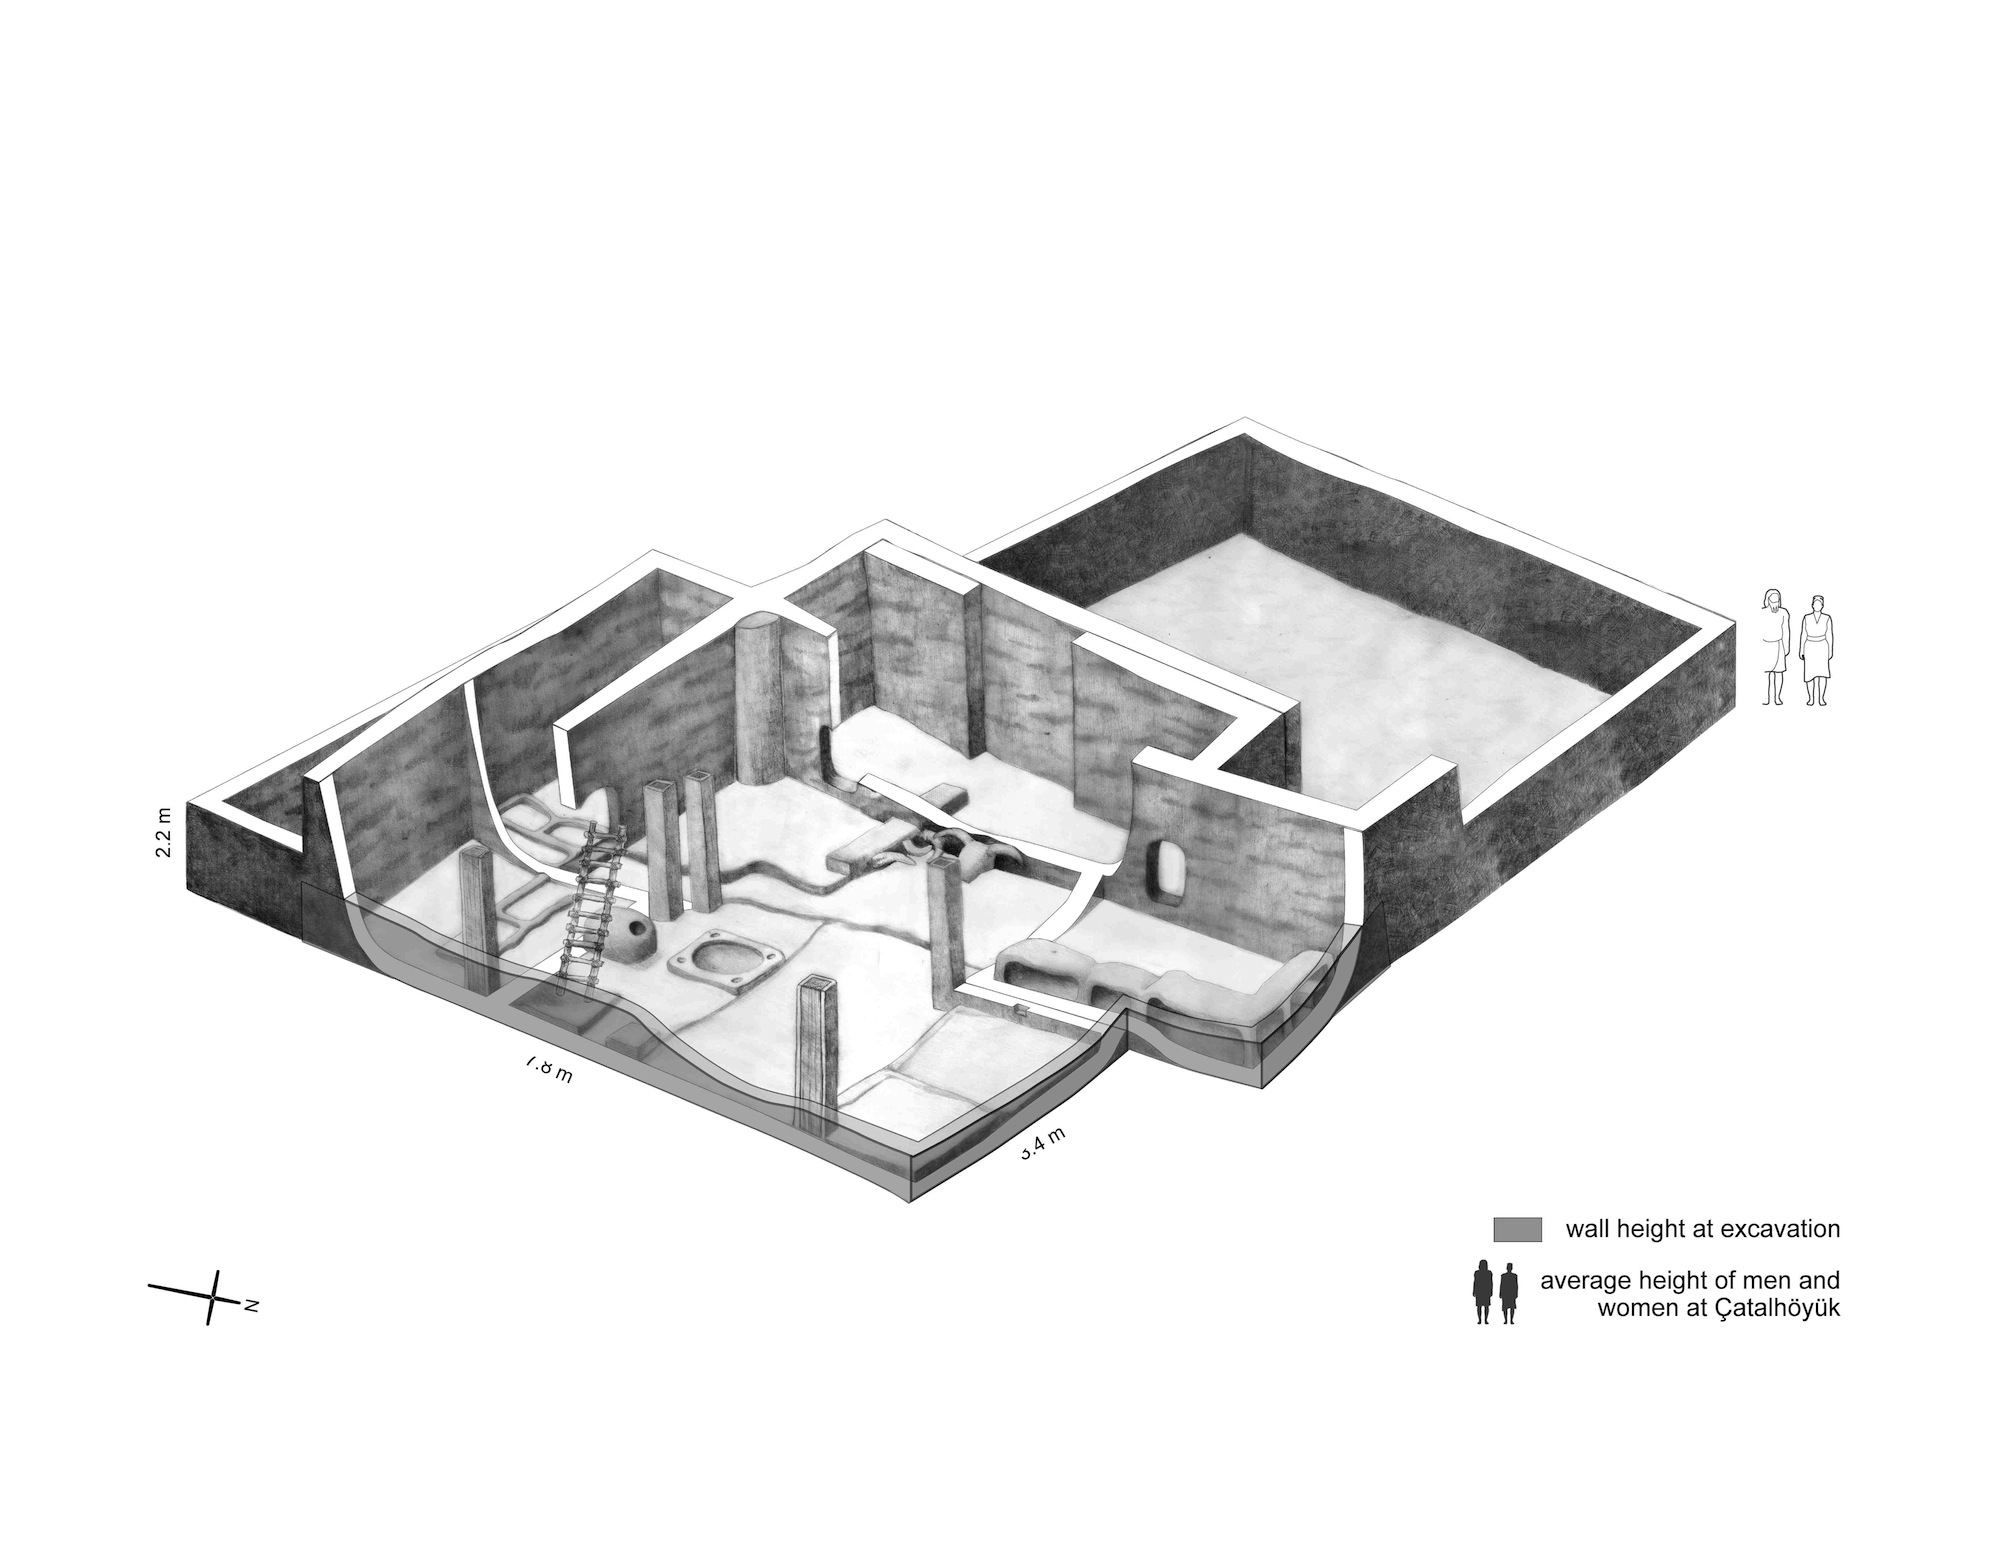 2.2 m
7.8 m
3.4 m
wall height at excavation
average height of men and
women at Çatalhöyük
N